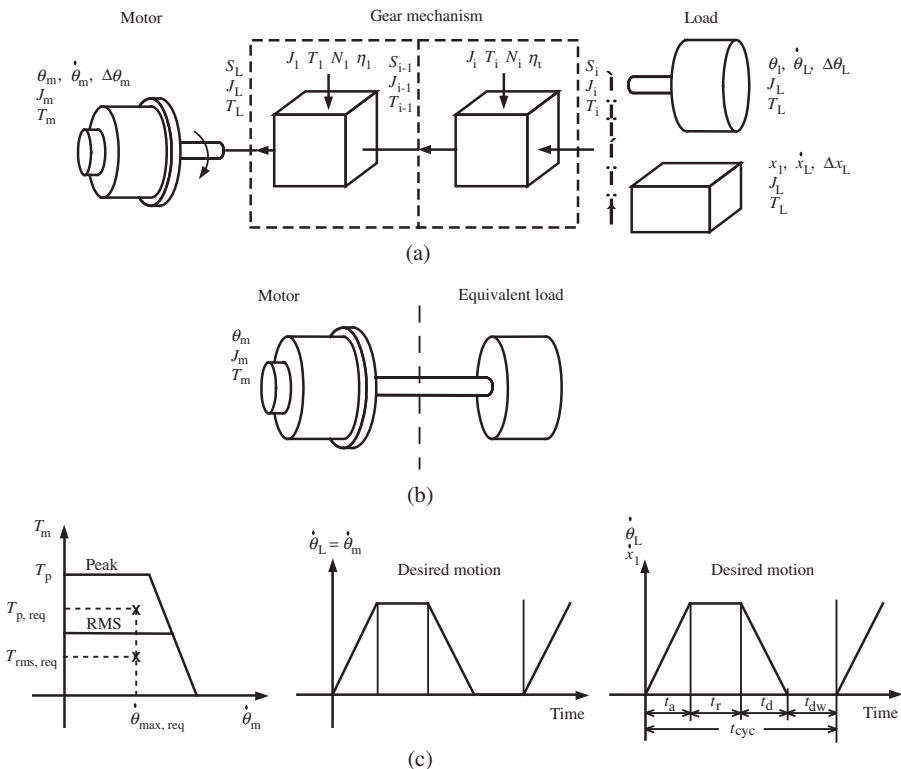 Motor
Gear mechanism
Load
θm, θ̇m, Δθm
Jm
Tm
SL
JL
TL
J1 T1 N1 η1
Si-1
Ji-1
Ti-1
Ji Ti Ni ηt
Si
Ji
Ti
θl, θ̇L, ΔθL
JL
TL
x1, ẋL, ΔxL
JL
TL
(a)
Motor
Equivalent load
θm
Jm
Tm
(b)
Tm
Tp
Peak
Tp, req
RMS
Trms, req
θ̇max, req
θ̇m
θ̇L = θ̇m
Desired motion
Time
θ̇L
ẋ1
Desired motion
ta
tr
td
tdw
Time
tcyc
(c)